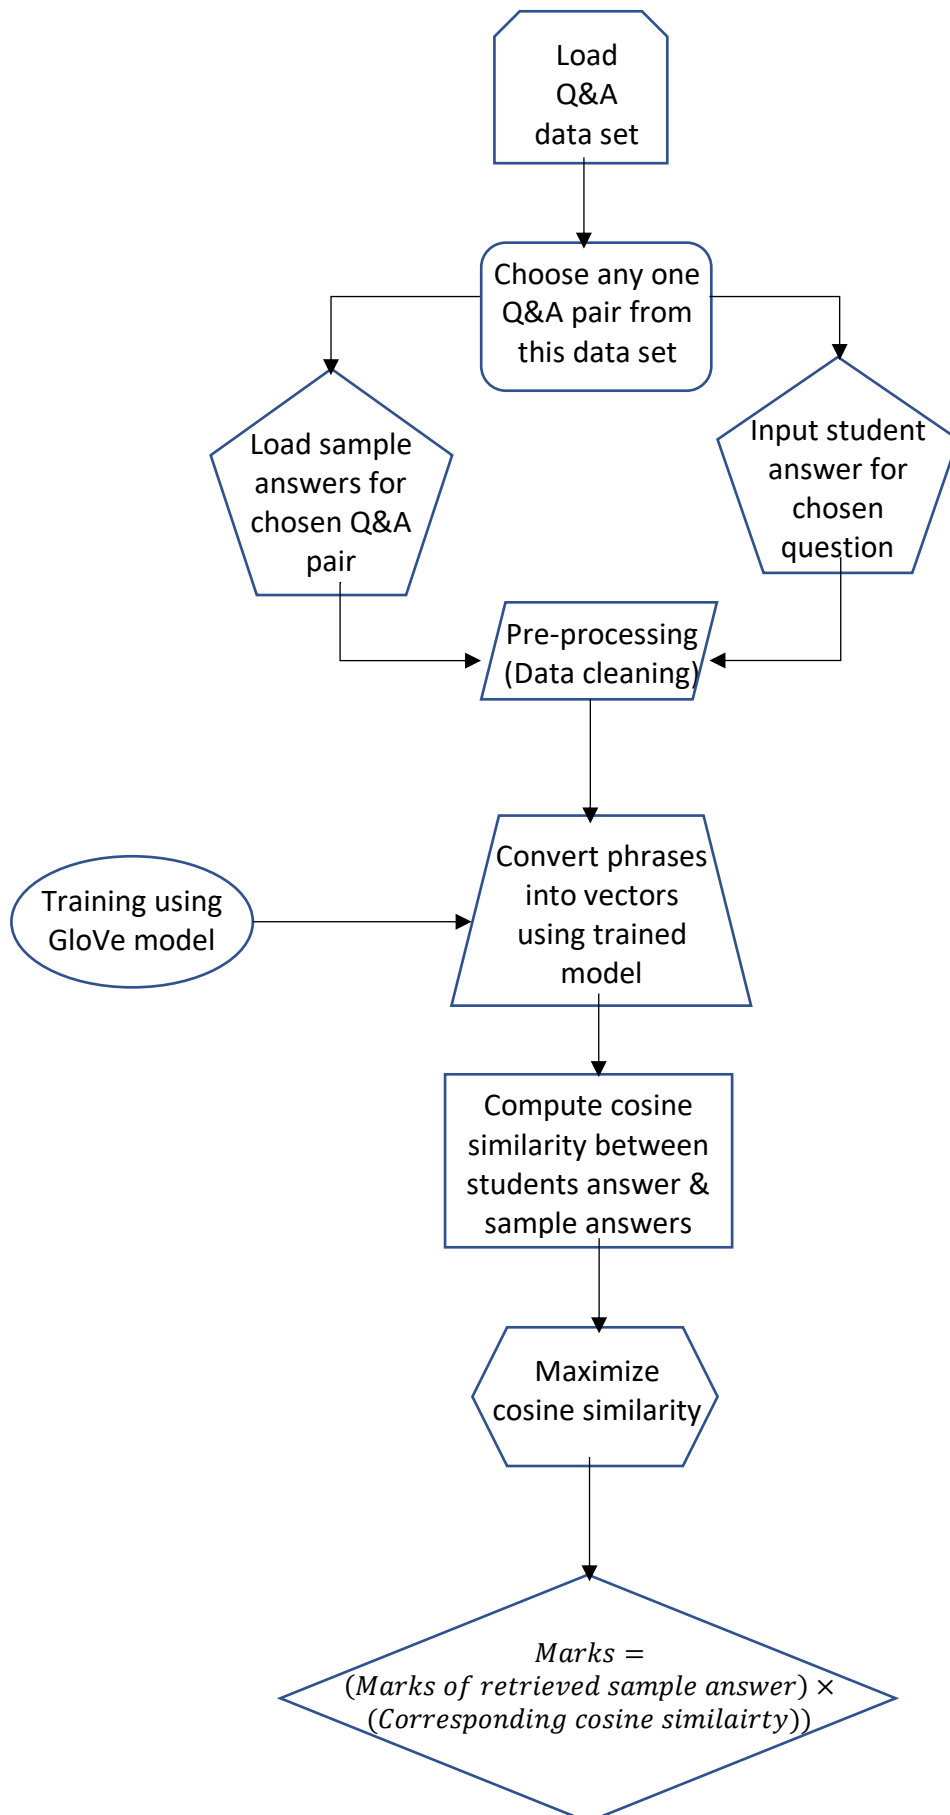 Load
Q&A
data set
Choose any one
Q&A pair from
this data set
Load sample
answers for
chosen Q&A
pair
Input student
answer for
chosen
question
Pre-processing
(Data cleaning)
Training using
GloVe model
Convert phrases
into vectors
using trained
model
Compute cosine
similarity between
students answer &
sample answers
Maximize
cosine similarity
Marks =
(Marks of retrieved sample answer) ×
(Corresponding cosine similairty))